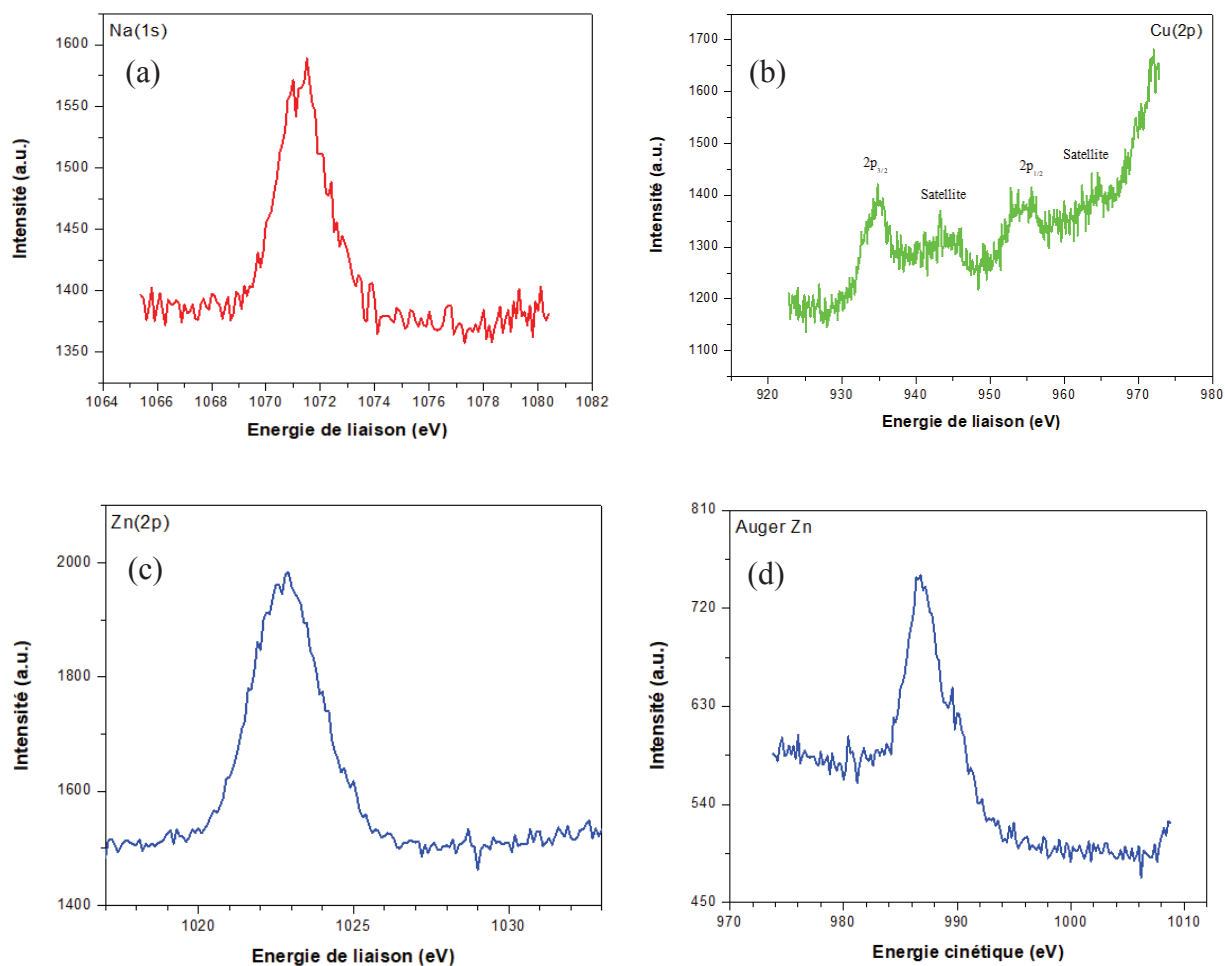 Na(1s)
(a)
1600
1550
1500
1450
1400
1350
Intensité (a.u.)
1064 1066 1068 1070 1072 1074 1076 1078 1080 1082
Energie de liaison (eV)
Cu(2p)
(b)
1700
1600
1500
1400
1300
1200
1100
Intensité (a.u.)
2p3/2
Satellite
2p1/2
Satellite
920 930 940 950 960 970 980
Energie de liaison (eV)
Zn(2p)
(c)
2000
1800
1600
1400
Intensité (a.u.)
1020 1025 1030
Energie de liaison (eV)
Auger Zn
(d)
810
720
630
540
450
Intensité (a.u.)
970 980 990 1000 1010
Energie cinétique (eV)